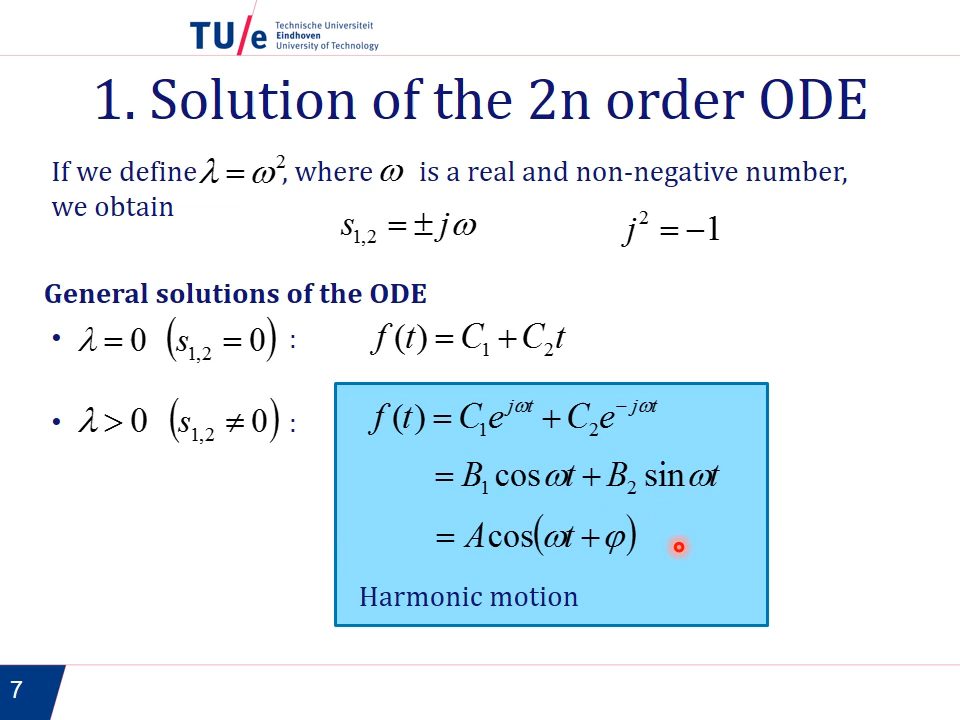 TU/e Technische Universiteit
Eindhoven
University of Technology
1. Solution of the 2n order ODE
If we define λ = ω², where ω is a real and non-negative number,
we obtain
s₁,₂ = ± jω j² = −1
General solutions of the ODE
• λ = 0 (s₁,₂ = 0) : f(t) = C₁ + C₂t
• λ > 0 (s₁,₂ ≠ 0) : f(t) = C₁e^{jωt} + C₂e^{−jωt}
= B₁ cos ωt + B₂ sin ωt
= A cos(ωt + φ)
Harmonic motion
7